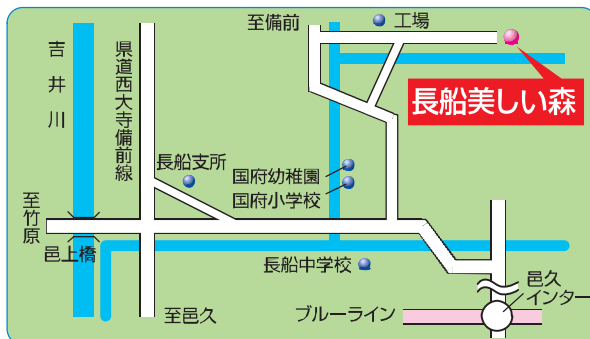 至備前
工場
吉井川
県道西大寺備前線
長船美しい森
長船支所
国府幼稚園
国府小学校
至竹原
邑上橋
長船中学校
邑久
インター
至邑久
ブルーライン